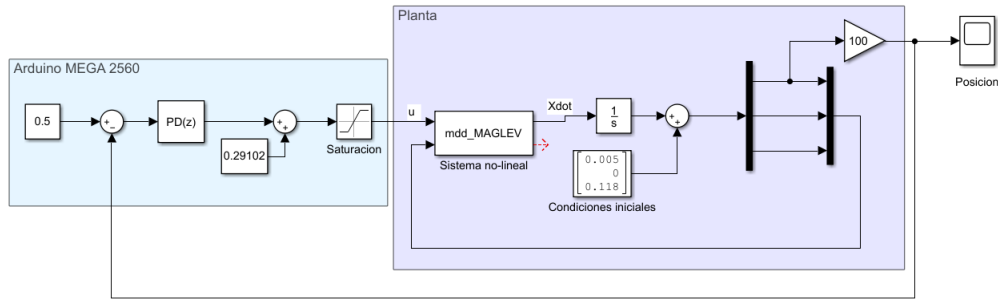 Planta
100
Posicion
Arduino MEGA 2560
0.5
+
−
PD(z)
+
+
0.29102
Saturacion
u
mdd_MAGLEV
Sistema no-lineal
Xdot
1
s
+
+
0.005
0
0.118
Condiciones iniciales